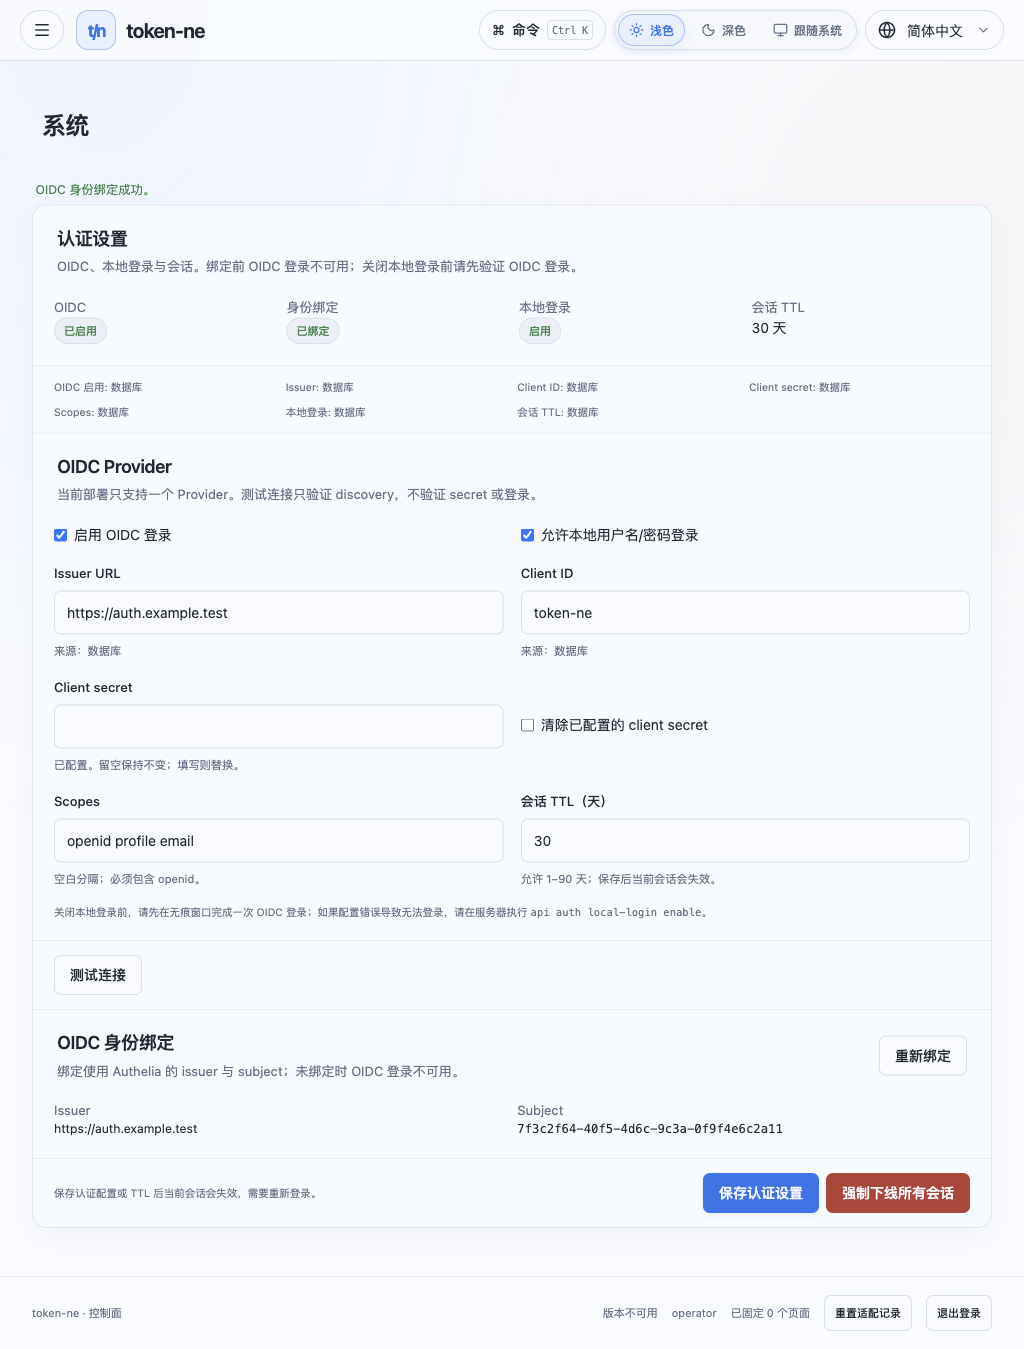 t/n token-ne ⌘ 命令 Ctrl K 浅色 深色 跟随系统 简体中文
系统
OIDC 身份绑定成功。
认证设置
OIDC、本地登录与会话。绑定前 OIDC 登录不可用；关闭本地登录前请先验证 OIDC 登录。
OIDC 身份绑定 本地登录 会话 TTL
已启用 已绑定 启用 30 天
OIDC 启用: 数据库 Issuer: 数据库 Client ID: 数据库 Client secret: 数据库
Scopes: 数据库 本地登录: 数据库 会话 TTL: 数据库
OIDC Provider
当前部署只支持一个 Provider。测试连接只验证 discovery，不验证 secret 或登录。
启用 OIDC 登录 允许本地用户名/密码登录
Issuer URL Client ID
https://auth.example.test token-ne
来源：数据库 来源：数据库
Client secret
清除已配置的 client secret
已配置。留空保持不变；填写则替换。
Scopes 会话 TTL（天）
openid profile email 30
空白分隔；必须包含 openid。 允许 1–90 天；保存后当前会话会失效。
关闭本地登录前，请先在无痕窗口完成一次 OIDC 登录；如果配置错误导致无法登录，请在服务器执行 api auth local-login enable。
测试连接
OIDC 身份绑定
绑定使用 Authelia 的 issuer 与 subject；未绑定时 OIDC 登录不可用。
重新绑定
Issuer Subject
https://auth.example.test 7f3c2f64-40f5-4d6c-9c3a-0f9f4e6c2a11
保存认证配置或 TTL 后当前会话会失效，需要重新登录。 保存认证设置 强制下线所有会话
token-ne · 控制面 版本不可用 operator 已固定 0 个页面 重置适配记录 退出登录